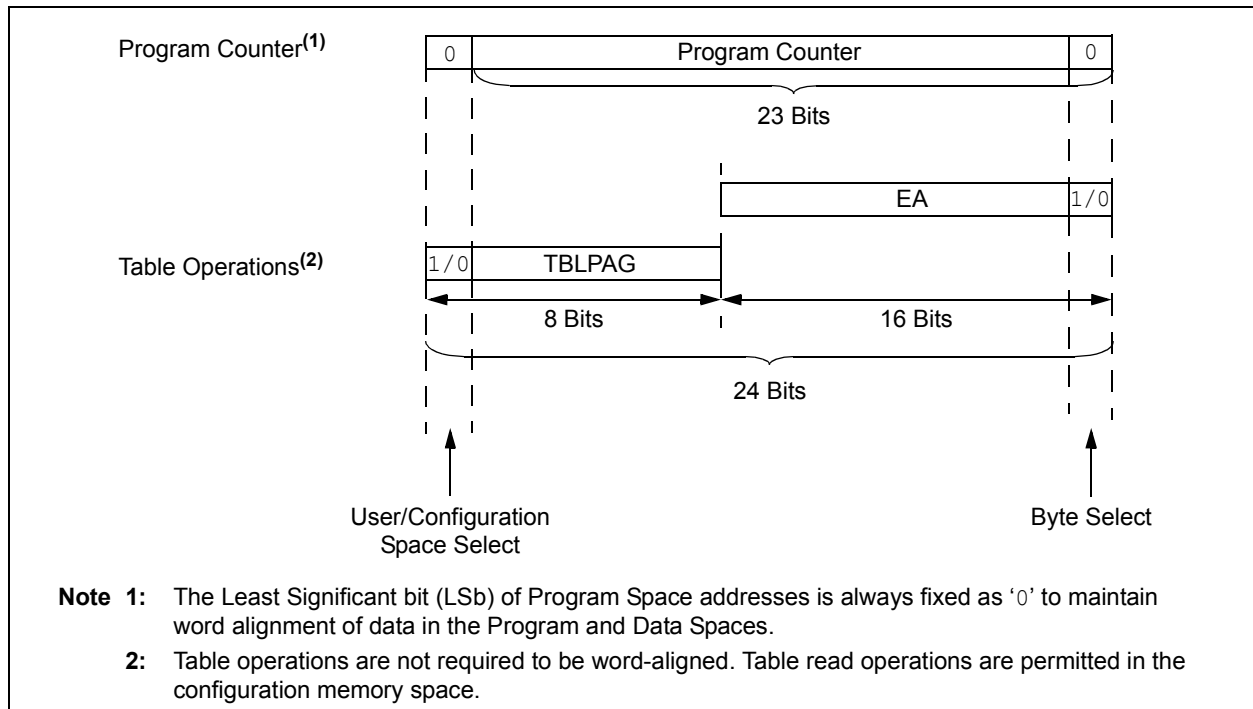 Program Counter(1)
0
Program Counter
0
23 Bits
EA
1/0
Table Operations(2)
1/0
TBLPAG
8 Bits
16 Bits
24 Bits
User/Configuration
Space Select
Byte Select
Note 1: The Least Significant bit (LSb) of Program Space addresses is always fixed as ‘0’ to maintain
word alignment of data in the Program and Data Spaces.
2: Table operations are not required to be word-aligned. Table read operations are permitted in the
configuration memory space.